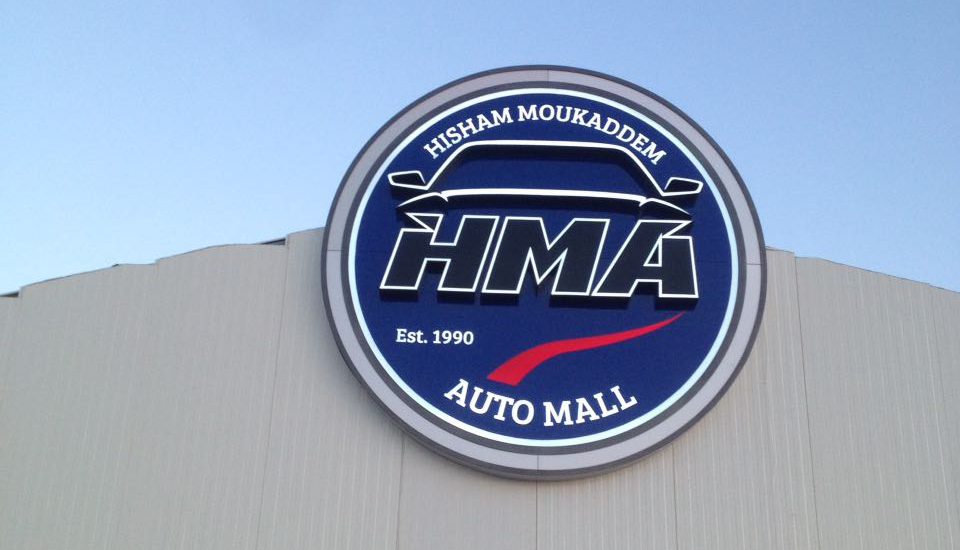 HISHAM MOUKADDEM
HMA
Est. 1990
AUTO MALL